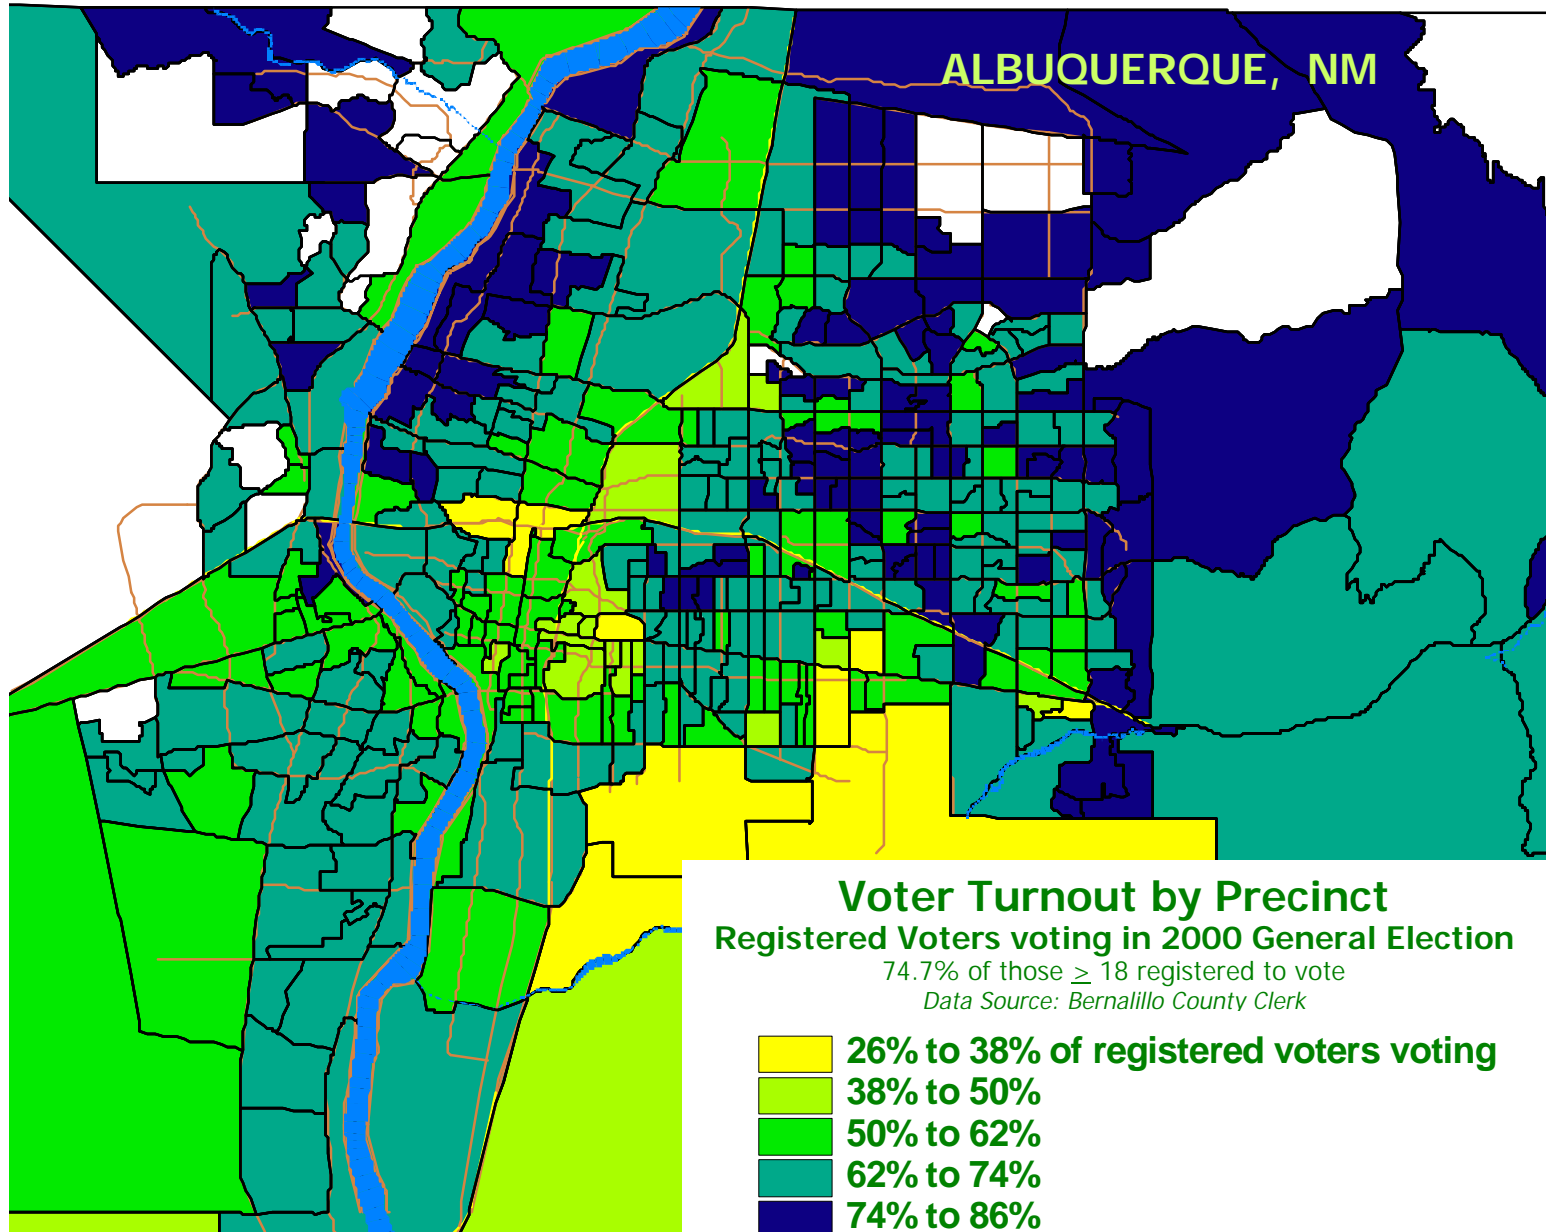 ALBUQUERQUE, NM
Voter Turnout by Precinct
Registered Voters voting in 2000 General Election
74.7% of those ≥ 18 registered to vote
Data Source: Bernalillo County Clerk
26% to 38% of registered voters voting
38% to 50%
50% to 62%
62% to 74%
74% to 86%